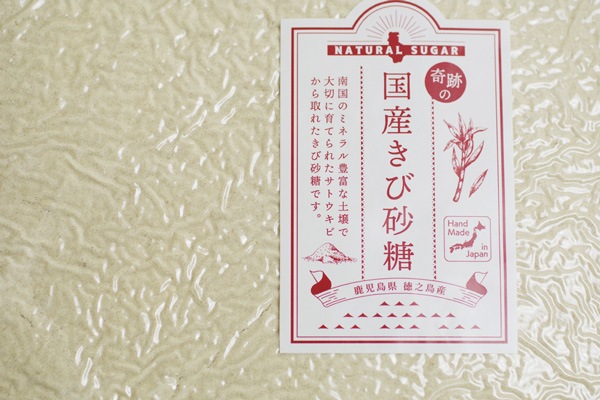 NATURAL SUGAR
奇跡
の
国産きび砂糖
南国のミネラル豊富な土壌で
大切に育てられたサトウキビ
から取れたきび砂糖です。
Hand
Made
in
Japan
鹿児島県 徳之島産